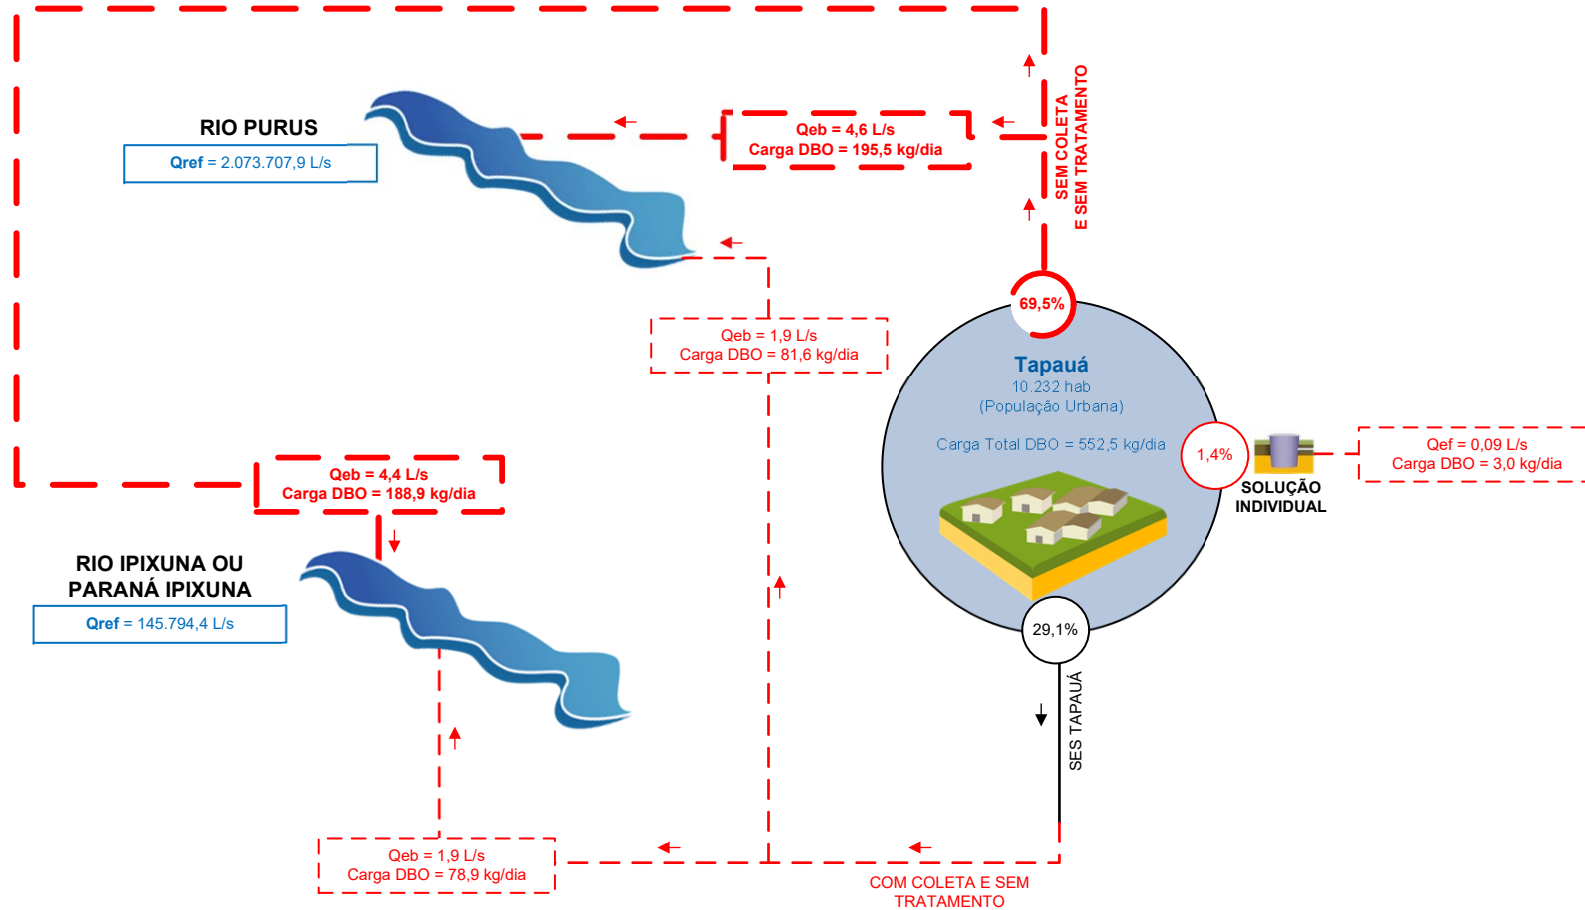 RIO PURUS
Qref = 2.073.707,9 L/s
Qeb = 4,6 L/s
Carga DBO = 195,5 kg/dia
SEM COLETA
E SEM TRATAMENTO
69,5%
Qeb = 1,9 L/s
Carga DBO = 81,6 kg/dia
Tapauá
10.232 hab
(População Urbana)
Carga Total DBO = 552,5 kg/dia
1,4%
SOLUÇÃO
INDIVIDUAL
Qef = 0,09 L/s
Carga DBO = 3,0 kg/dia
Qeb = 4,4 L/s
Carga DBO = 188,9 kg/dia
RIO IPIXUNA OU
PARANÁ IPIXUNA
Qref = 145.794,4 L/s
29,1%
SES TAPAUÁ
Qeb = 1,9 L/s
Carga DBO = 78,9 kg/dia
COM COLETA E SEM
TRATAMENTO